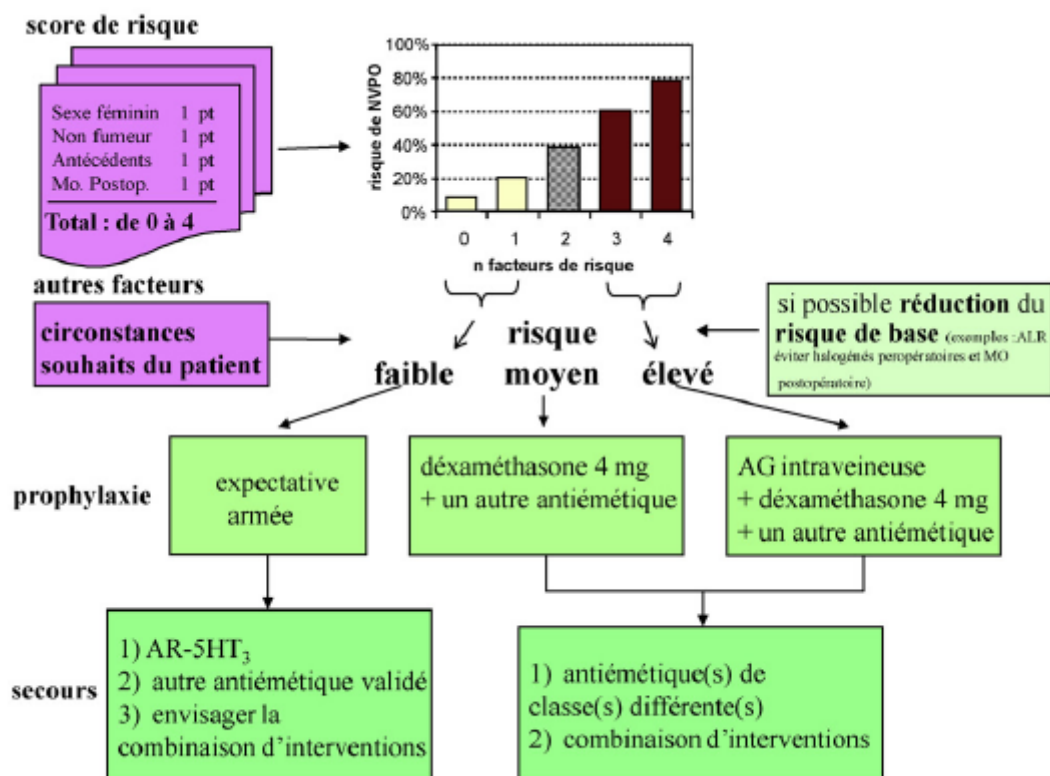 score de risque
Sexe féminin 1 pt
Non fumeur 1 pt
Antécédents 1 pt
Mo. Postop. 1 pt
Total : de 0 à 4
risque de NVPO
100%
80%
60%
40%
20%
0%
0 1 2 3 4
n facteurs de risque
autres facteurs
circonstances
souhaits du patient
risque
faible moyen élevé
si possible réduction du
risque de base (exemples :ALR
éviter halogénés peropératoires et MO
postopératoire)
prophylaxie
expectative
armée
déxaméthasone 4 mg
+ un autre antiémétique
AG intraveineuse
+ déxaméthasone 4 mg
+ un autre antiémétique
secours
1) AR-5HT₃
2) autre antiémétique validé
3) envisager la
combinaison d’interventions
1) antiémétique(s) de
classe(s) différente(s)
2) combinaison d’interventions